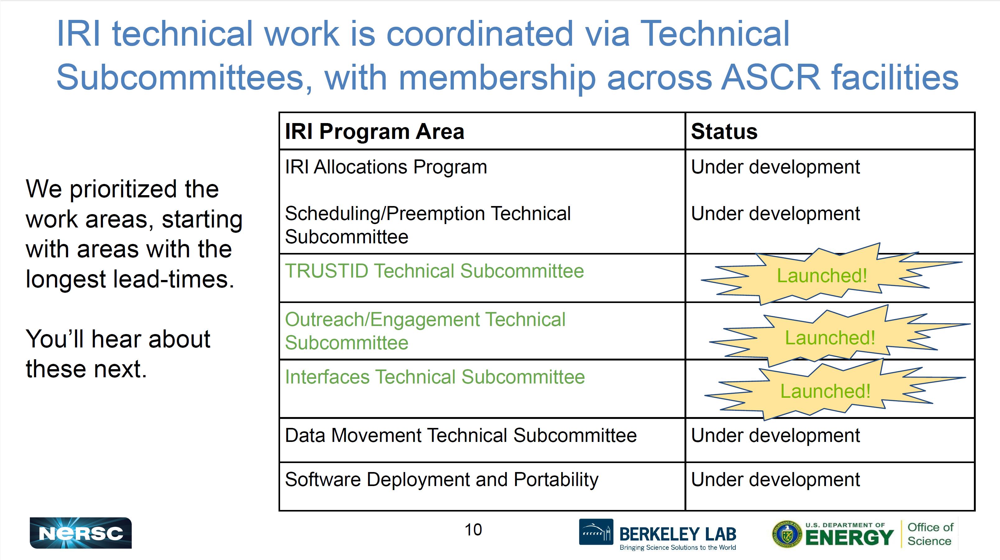 IRI technical work is coordinated via Technical
Subcommittees, with membership across ASCR facilities
We prioritized the
work areas, starting
with areas with the
longest lead-times.
You’ll hear about
these next.
IRI Program Area
Status
IRI Allocations Program
Under development
Scheduling/Preemption Technical
Subcommittee
Under development
TRUSTID Technical Subcommittee
Launched!
Outreach/Engagement Technical
Subcommittee
Launched!
Interfaces Technical Subcommittee
Launched!
Data Movement Technical Subcommittee
Under development
Software Deployment and Portability
Under development
NERSC
10
BERKELEY LAB
Bringing Science Solutions to the World
U.S. DEPARTMENT OF
ENERGY
Office of
Science